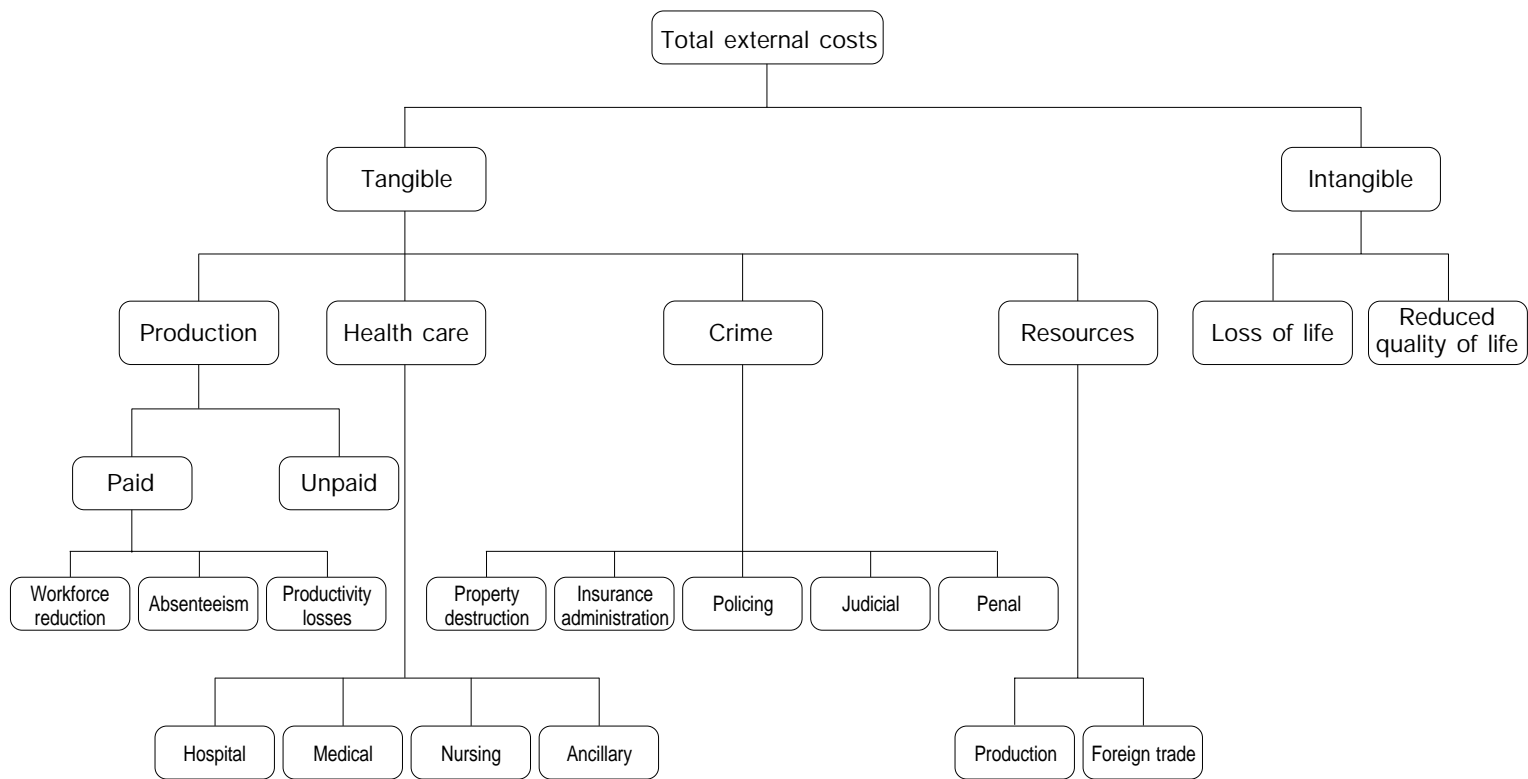 Total external costs
Tangible
Intangible
Production
Health care
Crime
Resources
Loss of life
Reduced
quality of life
Paid
Unpaid
Workforce
reduction
Absenteeism
Productivity
losses
Property
destruction
Insurance
administration
Policing
Judicial
Penal
Hospital
Medical
Nursing
Ancillary
Production
Foreign trade